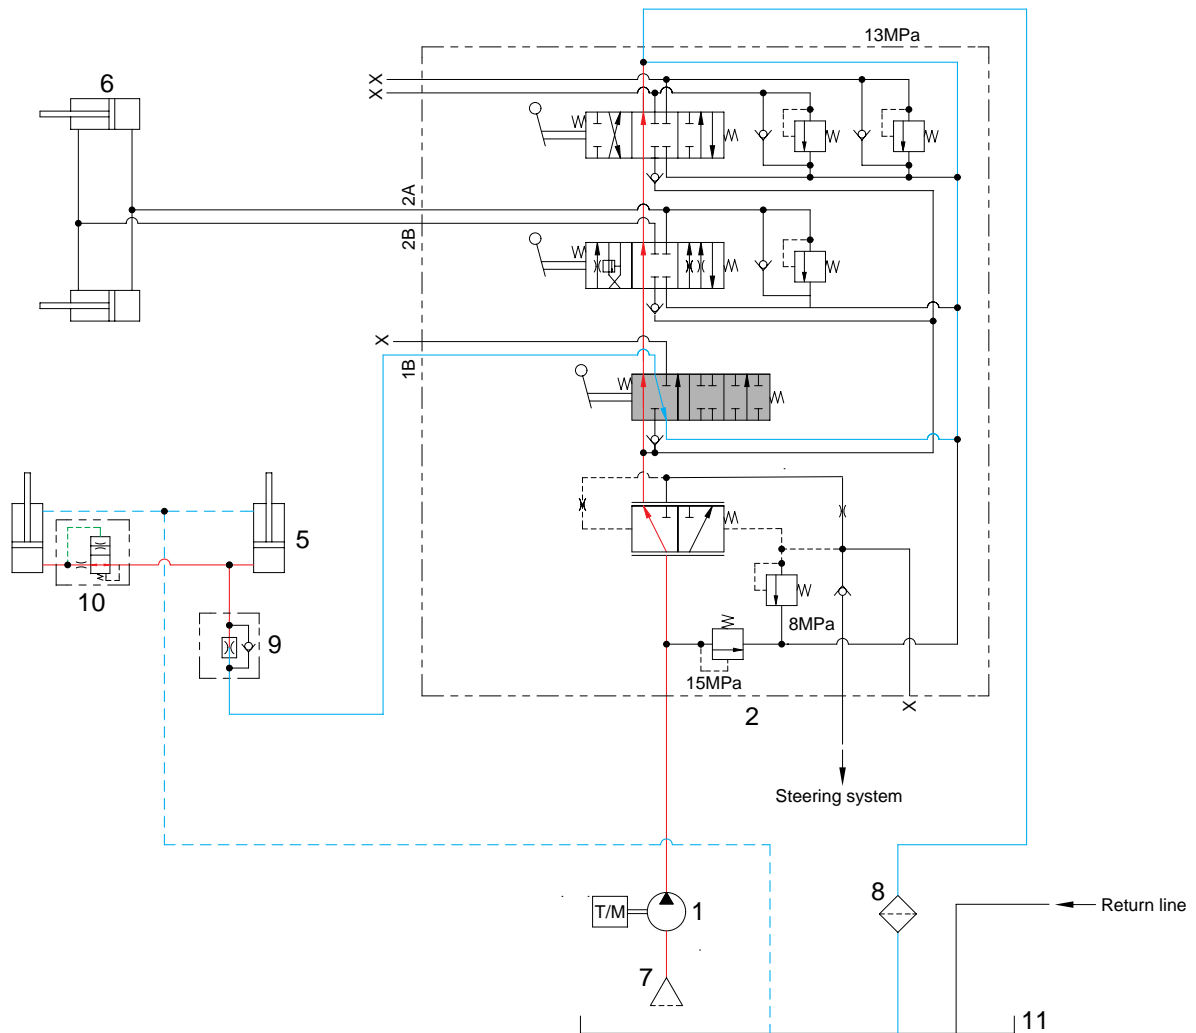 13MPa
X
X
6
2A
2B
X
1B
5
10
9
8MPa
15MPa
2
X
Steering system
8
T/M
1
Return line
7
11